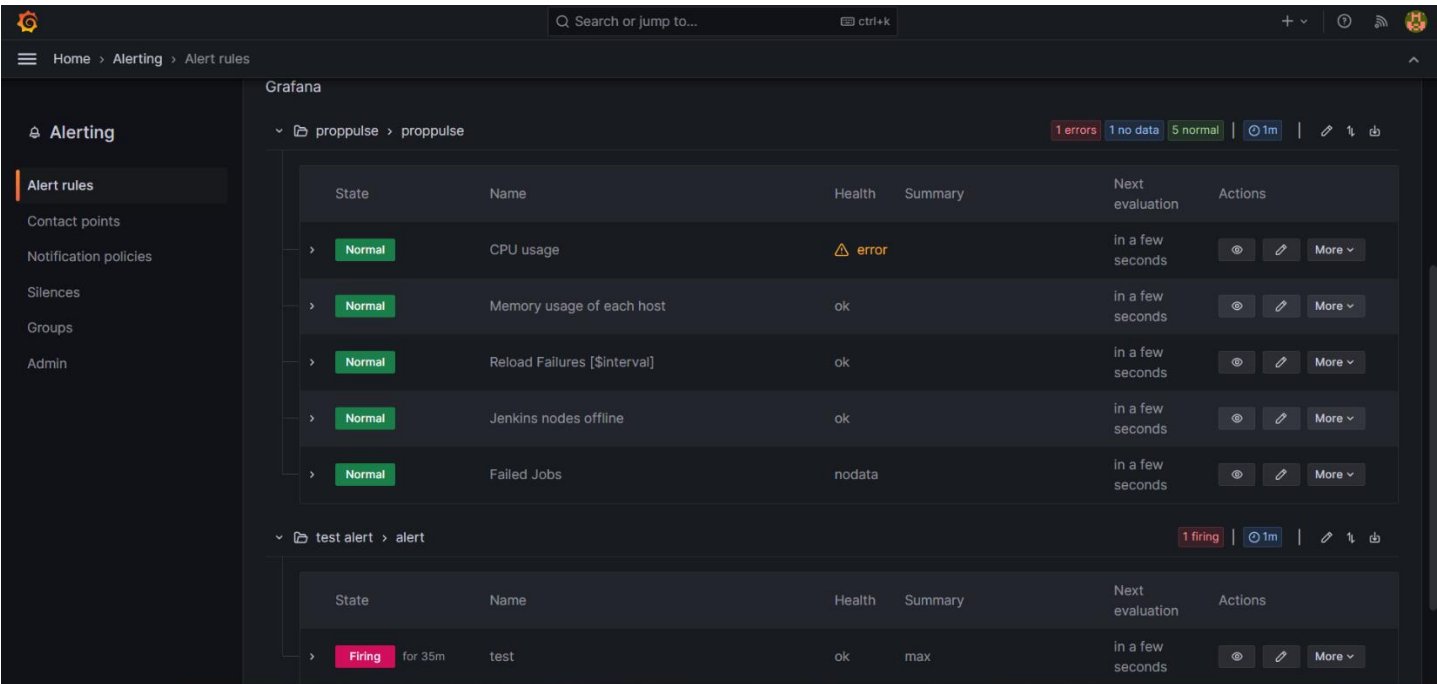 Search or jump to... ctrl+k
Home › Alerting › Alert rules
Grafana
Alerting
Alert rules
Contact points
Notification policies
Silences
Groups
Admin
proppulse › proppulse 1 errors 1 no data 5 normal | 1m |
State Name Health Summary Next evaluation Actions
Normal CPU usage error in a few seconds More
Normal Memory usage of each host ok in a few seconds More
Normal Reload Failures [$interval] ok in a few seconds More
Normal Jenkins nodes offline ok in a few seconds More
Normal Failed Jobs nodata in a few seconds More
test alert › alert 1 firing | 1m |
State Name Health Summary Next evaluation Actions
Firing for 35m test ok max in a few seconds More